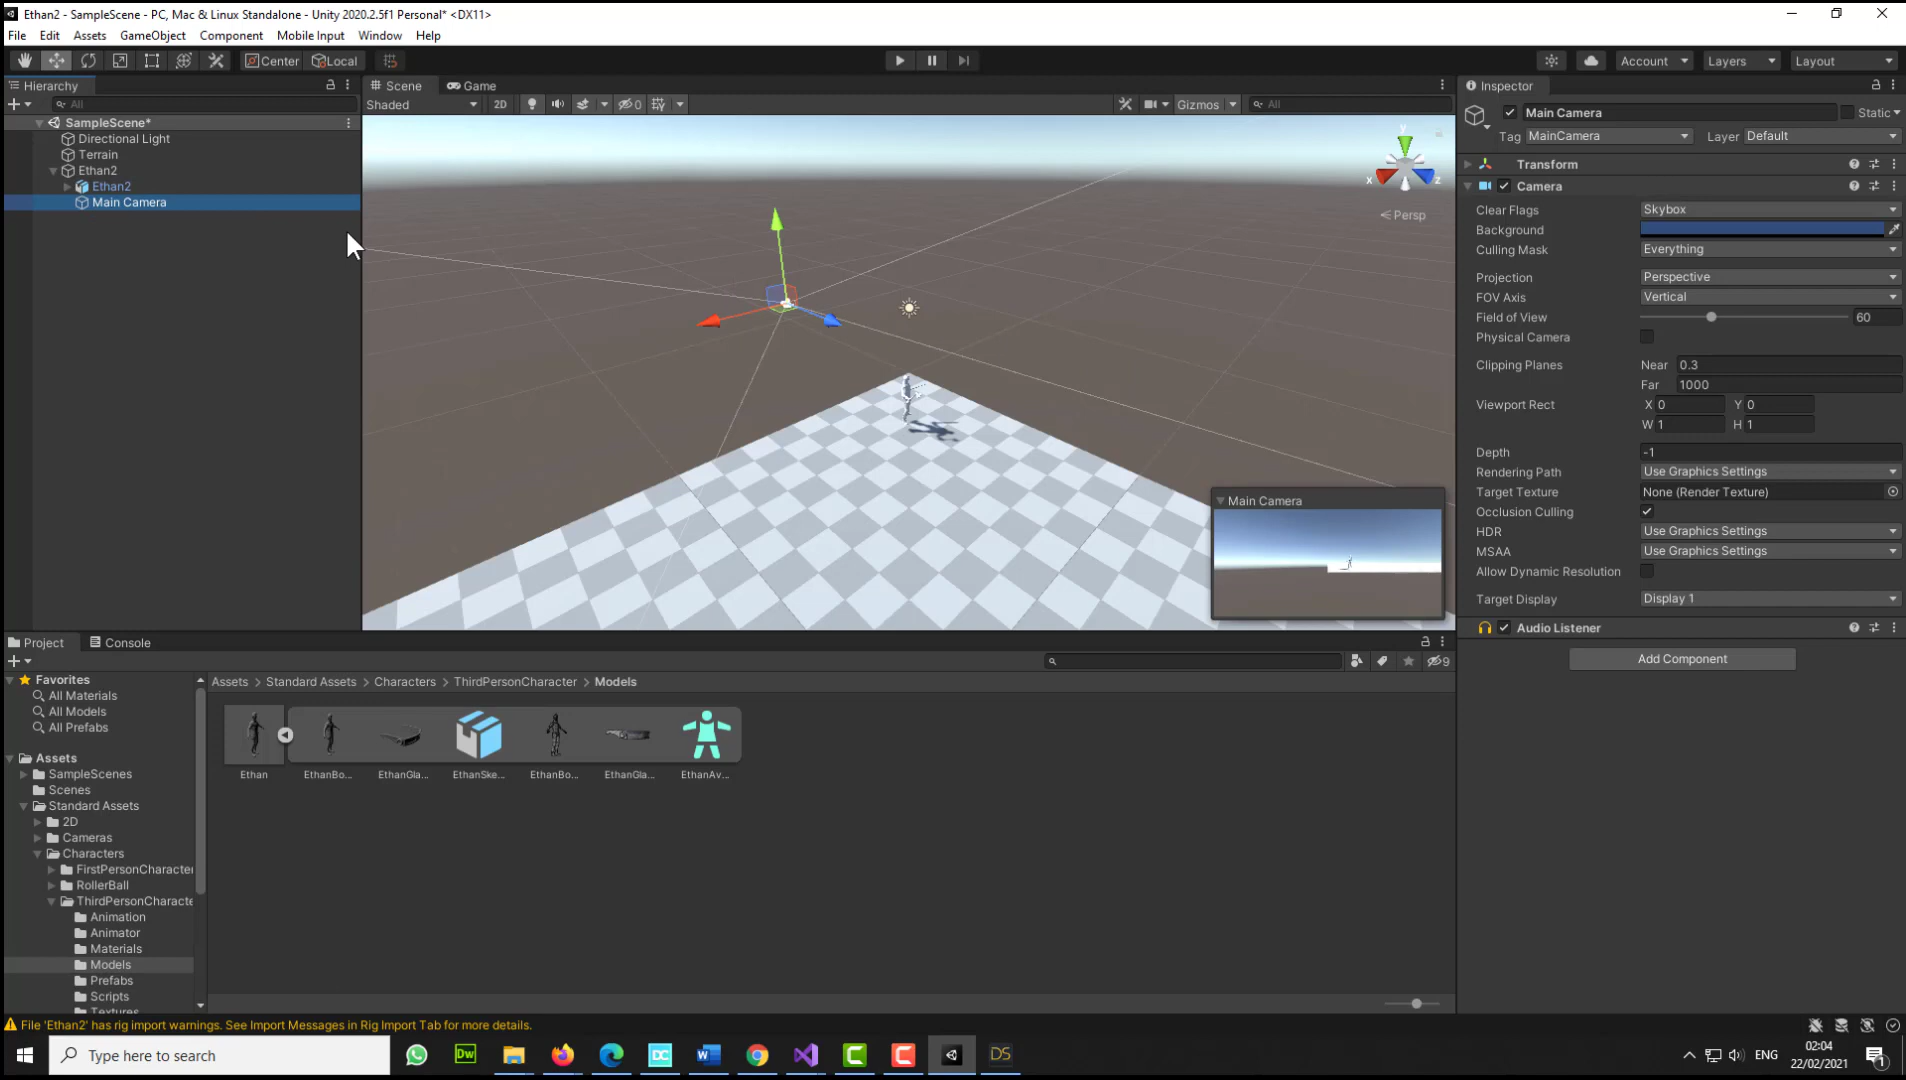 Ethan2 - SampleScene - PC, Mac & Linux Standalone - Unity 2020.2.5f1 Personal* <DX11>
File Edit Assets GameObject Component Mobile Input Window Help
Center Local Account Layers Layout
Hierarchy
All
SampleScene*
Directional Light
Terrain
Ethan2
Ethan2
Main Camera
Scene Game
Shaded 2D 0 Gizmos All
y
x
z
Persp
Main Camera
Inspector
Main Camera Static
Tag MainCamera Layer Default
Transform
Camera
Clear Flags Skybox
Background
Culling Mask Everything
Projection Perspective
FOV Axis Vertical
Field of View 60
Physical Camera
Clipping Planes Near 0.3
Far 1000
Viewport Rect X 0 Y 0
W 1 H 1
Depth -1
Rendering Path Use Graphics Settings
Target Texture None (Render Texture)
Occlusion Culling
HDR Use Graphics Settings
MSAA Use Graphics Settings
Allow Dynamic Resolution
Target Display Display 1
Audio Listener
Add Component
Project Console
9
Favorites
All Materials
All Models
All Prefabs
Assets
SampleScenes
Scenes
Standard Assets
2D
Cameras
Characters
FirstPersonCharacter
RollerBall
ThirdPersonCharacte
Animation
Animator
Materials
Models
Prefabs
Scripts
Textures
Assets > Standard Assets > Characters > ThirdPersonCharacter > Models
Ethan EthanBo... EthanGla... EthanSke... EthanBo... EthanGla... EthanAv...
File 'Ethan2' has rig import warnings. See Import Messages in Rig Import Tab for more details.
Type here to search
Dw DC W C C DS
ENG
02:04
22/02/2021
1